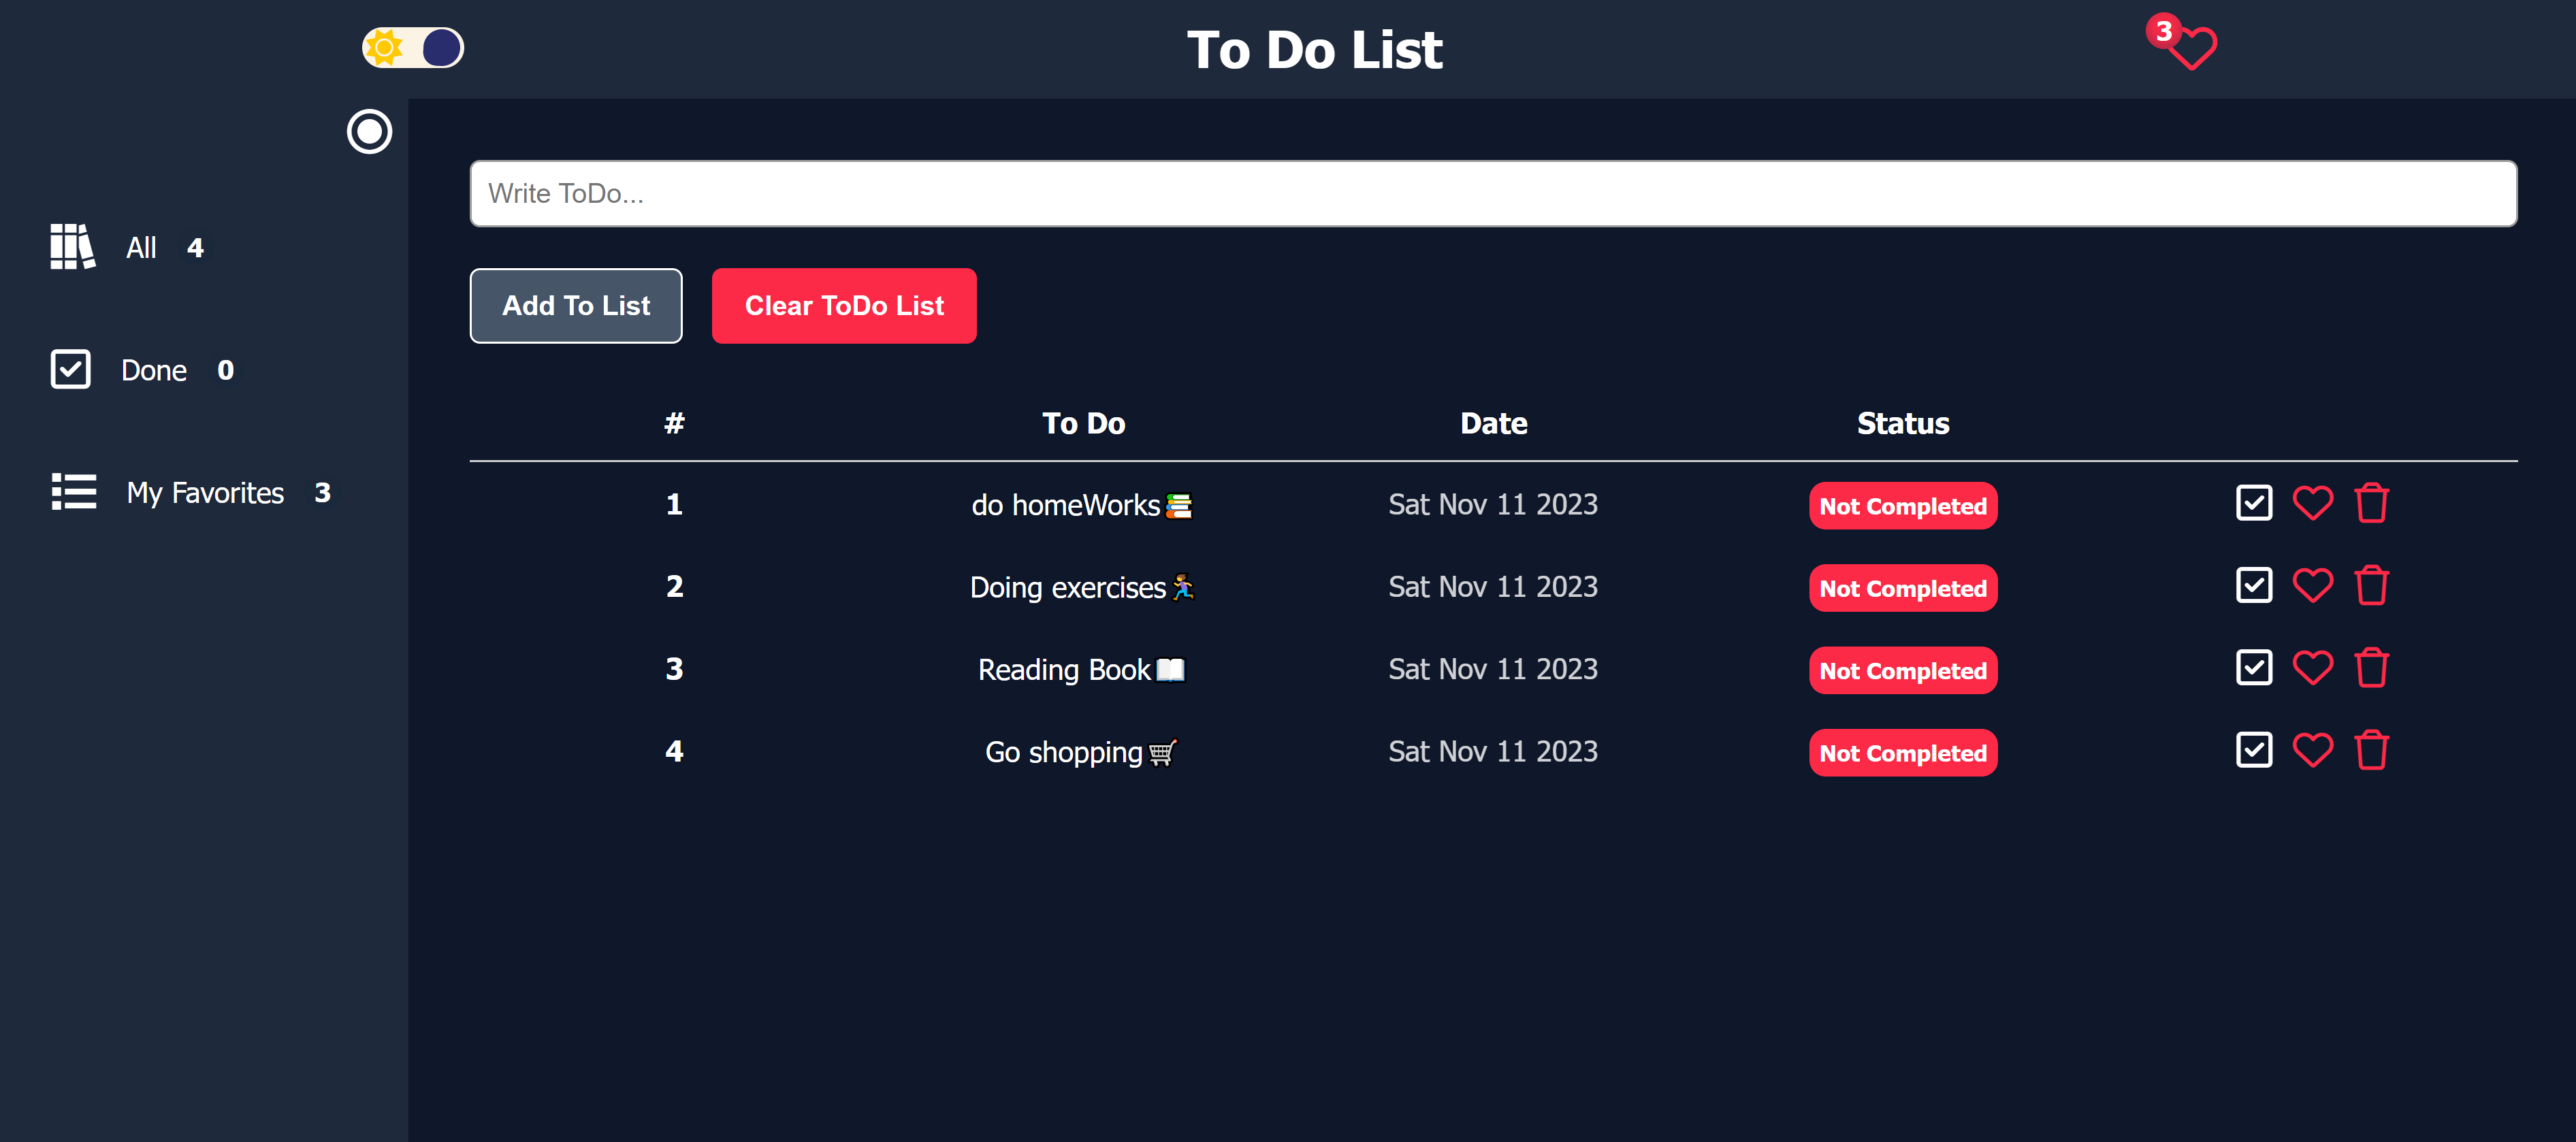 To Do List
3
All 4
Done 0
My Favorites 3
Write ToDo...
Add To List Clear ToDo List
# To Do Date Status
1 do homeWorks📚 Sat Nov 11 2023 Not Completed
2 Doing exercises🏃‍♀️ Sat Nov 11 2023 Not Completed
3 Reading Book📖 Sat Nov 11 2023 Not Completed
4 Go shopping🛒 Sat Nov 11 2023 Not Completed